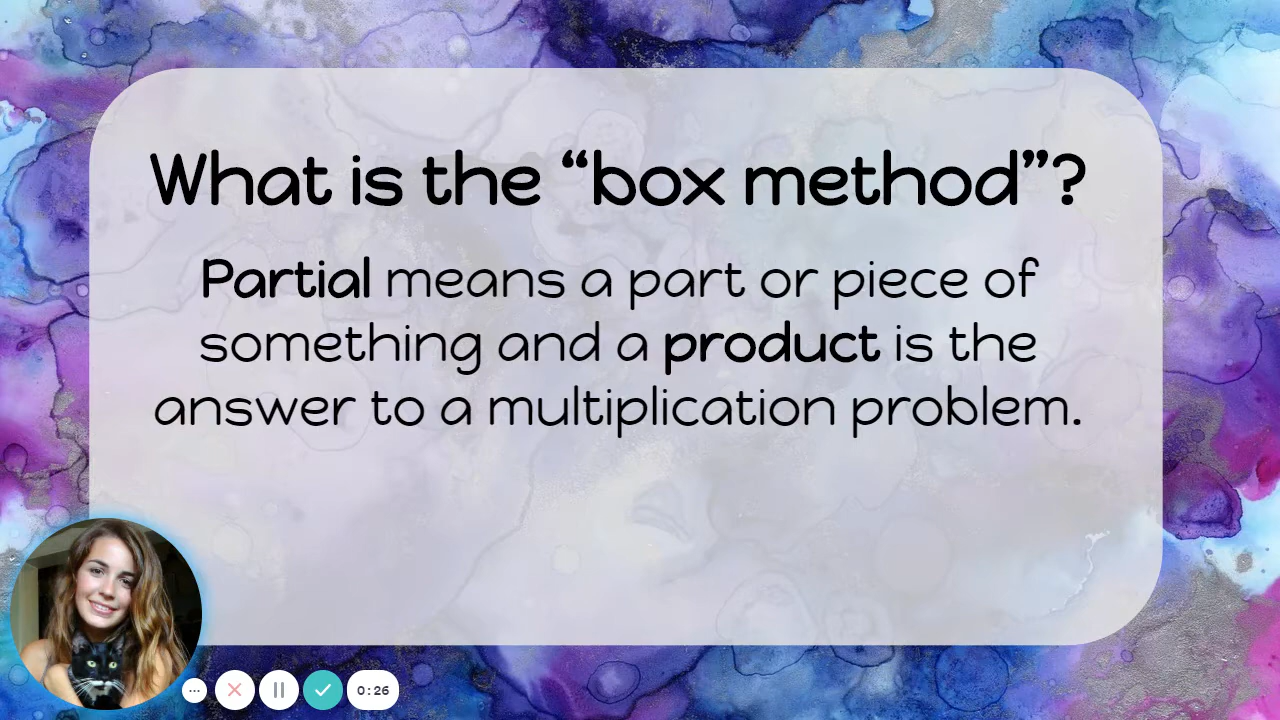 What is the “box method”?
Partial means a part or piece of
something and a product is the
answer to a multiplication problem.
0:26